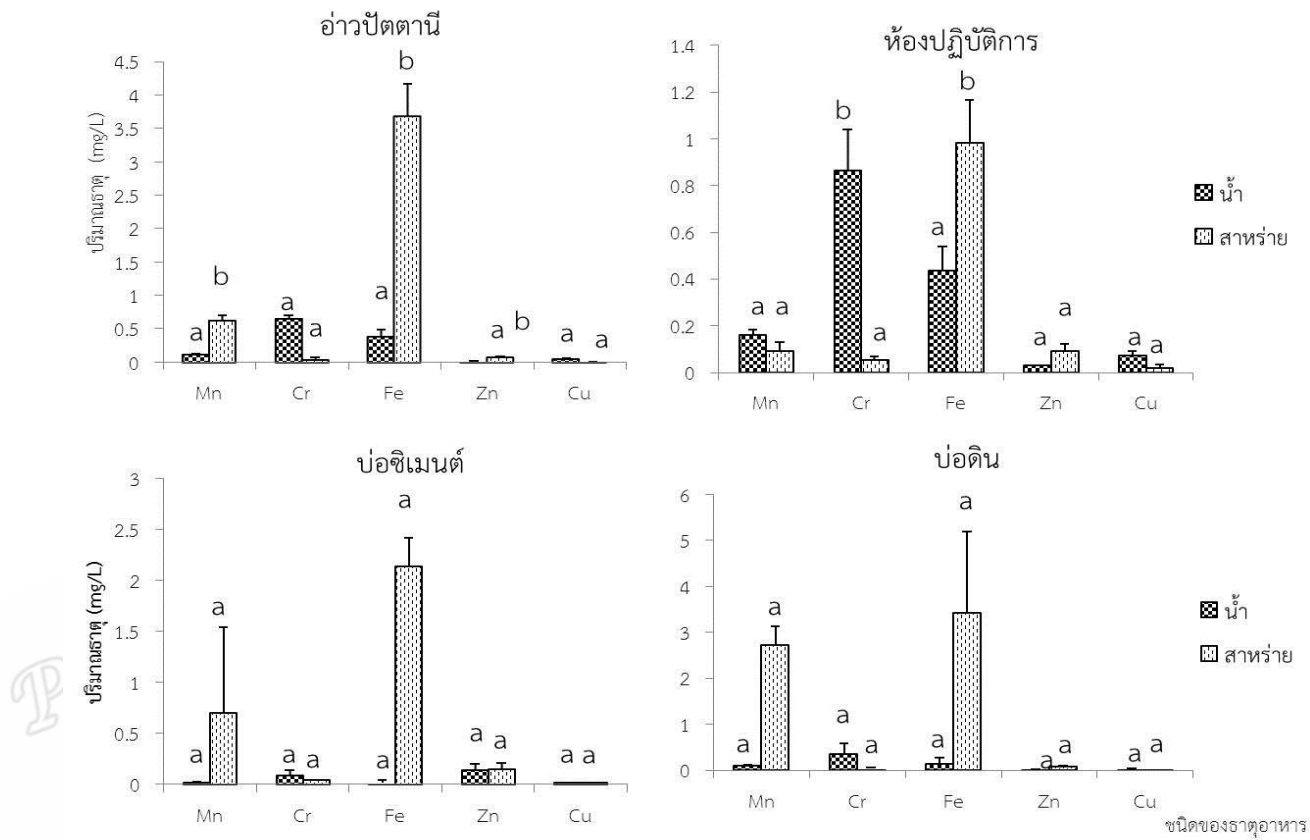 อ่าวปัตตานี
ปริมาณธาตุ (mg/L)
4.5
4
3.5
3
2.5
2
1.5
1
0.5
0
a b
a a
a b
a b
a a
Mn Cr Fe Zn Cu
ห้องปฏิบัติการ
1.4
1.2
1
0.8
0.6
0.4
0.2
0
a a
b a
a b
a a
a a
Mn Cr Fe Zn Cu
น้ำ
สาหร่าย
บ่อซิเมนต์
ปริมาณธาตุ (mg/L)
3
2.5
2
1.5
1
0.5
0
a a
a a
a a
a a
a a
Mn Cr Fe Zn Cu
บ่อดิน
6
5
4
3
2
1
0
a a
a a
a a
a a
a a
Mn Cr Fe Zn Cu
น้ำ
สาหร่าย
ชนิดของธาตุอาหาร